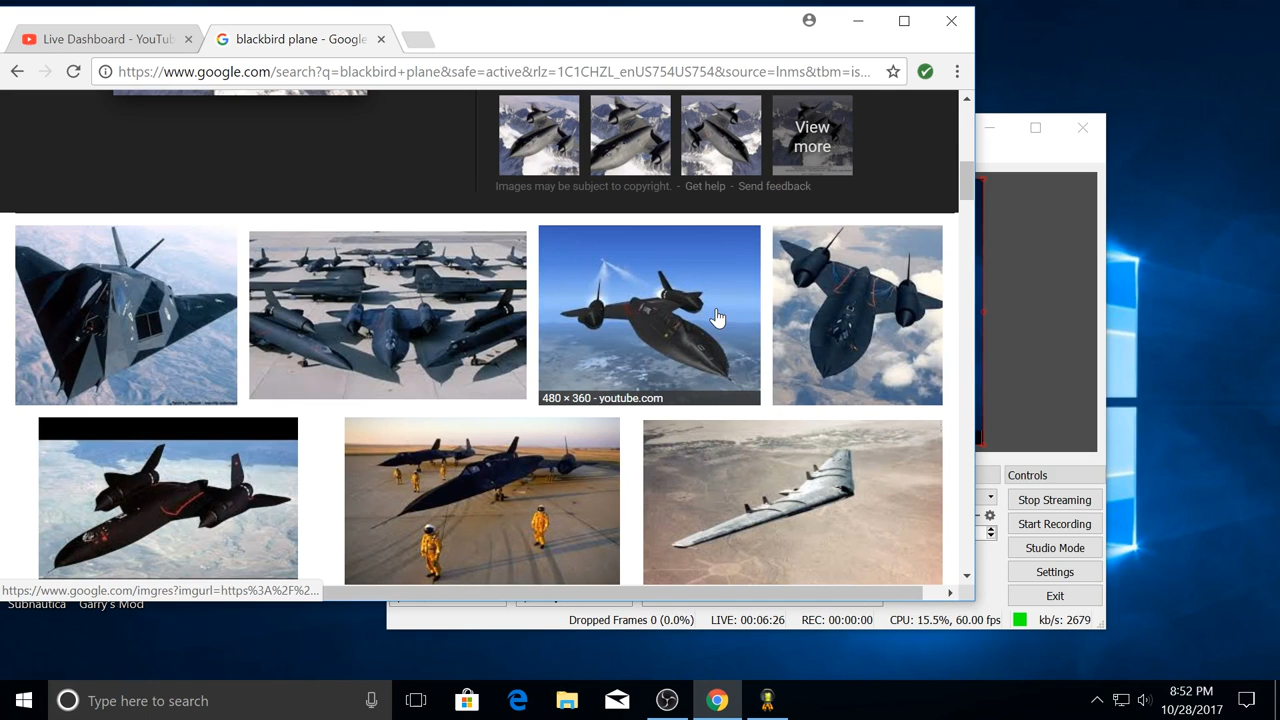 Live Dashboard - YouTu
blackbird plane - Google
https://www.google.com/search?q=blackbird+plane&safe=active&rlz=1C1CHZL_enUS754US754&source=lnms&tbm=is...
View
more
Images may be subject to copyright. - Get help - Send feedback
480 × 360 - youtube.com
Controls
Stop Streaming
Start Recording
Studio Mode
Settings
Exit
https://www.google.com/imgres?imgurl=https%3A%2F%2...
Subnautica Garry's Mod
Dropped Frames 0 (0.0%) LIVE: 00:06:26 REC: 00:00:00 CPU: 15.5%, 60.00 fps kb/s: 2679
Type here to search
8:52 PM
10/28/2017